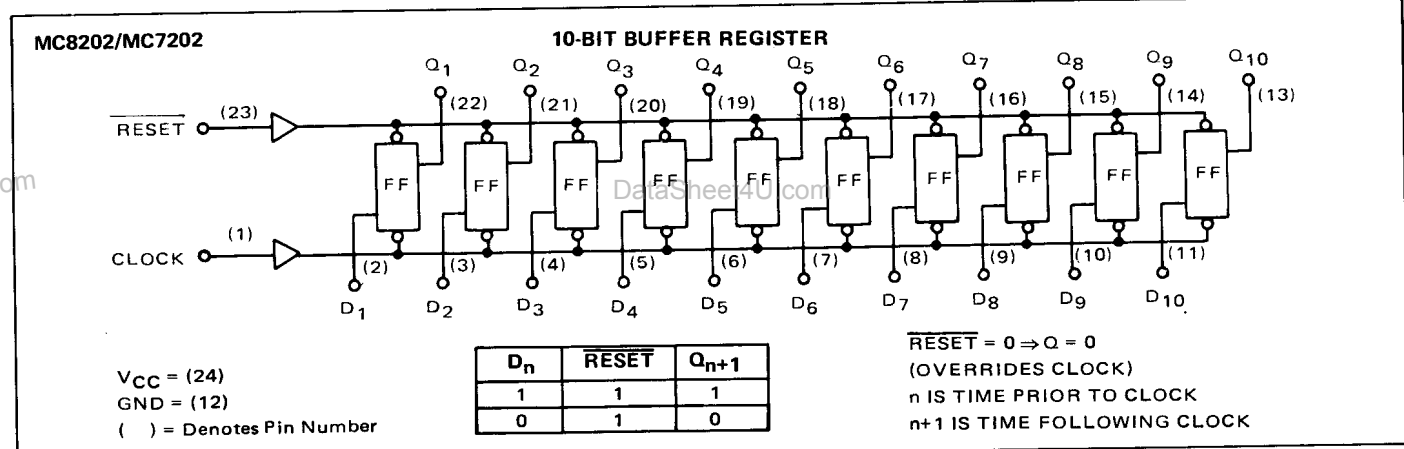 MC8202/MC7202
10-BIT BUFFER REGISTER
Q1 Q2 Q3 Q4 Q5 Q6 Q7 Q8 Q9 Q10
(23) (22) (21) (20) (19) (18) (17) (16) (15) (14) (13)
RESET
FF FF FF FF FF FF FF FF FF FF
om
DataSheet4U.com
(1)
CLOCK
(2) (3) (4) (5) (6) (7) (8) (9) (10) (11)
D1 D2 D3 D4 D5 D6 D7 D8 D9 D10
VCC = (24)
GND = (12)
( ) = Denotes Pin Number
Dn RESET Qn+1
1 1 1
0 1 0
RESET = 0 ⇒ Q = 0
(OVERRIDES CLOCK)
n IS TIME PRIOR TO CLOCK
n+1 IS TIME FOLLOWING CLOCK